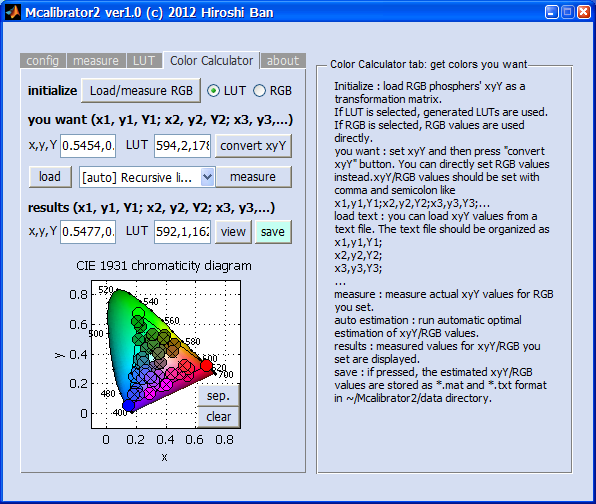 Mcalibrator2 ver1.0 (c) 2012 Hiroshi Ban
config measure LUT Color Calculator about
initialize Load/measure RGB LUT RGB
you want (x1, y1, Y1; x2, y2, Y2; x3, y3,...)
x,y,Y 0.5454,0. LUT 594,2,178 convert xyY
load [auto] Recursive li... measure
results (x1, y1, Y1; x2, y2, Y2; x3, y3,...)
x,y,Y 0.5477,0. LUT 592,1,162 view save
CIE 1931 chromaticity diagram
0.8
0.6
0.4
0.2
0
y
520
540
560
500
580
600
620
700
480
400
sep.
clear
0 0.2 0.4 0.6 0.8
x
Color Calculator tab: get colors you want
Initialize : load RGB phosphers' xyY as a
transformation matrix.
If LUT is selected, generated LUTs are used.
If RGB is selected, RGB values are used
directly.
you want : set xyY and then press "convert
xyY" button. You can directly set RGB values
instead.xyY/RGB values should be set with
comma and semicolon like
x1,y1,Y1;x2,y2,Y2;x3,y3,Y3;...
load text : you can load xyY values from a
text file. The text file should be organized as
x1,y1,Y1;
x2,y2,Y2;
x3,y3,Y3;
...
measure : measure actual xyY values for RGB
you set.
auto estimation : run automatic optimal
estimation of xyY/RGB values.
results : measured values for xyY/RGB you
set are displayed.
save : if pressed, the estimated xyY/RGB
values are stored as *.mat and *.txt format
in ~/Mcalibrator2/data directory.